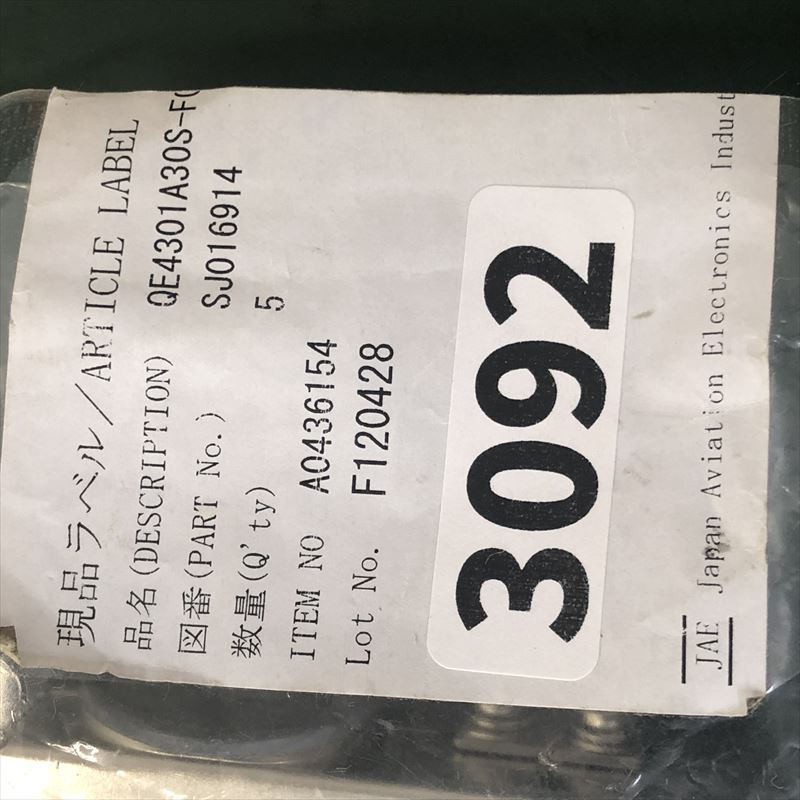 現品ラベル/ARTICLE LABEL
品名(DESCRIPTION) QE4301A30S-F
図番(PART No.) SJ016914
数量(Q'ty) 5
ITEM NO A0436154
Lot No. F120428
3092
JAE Japan Aviation Electronics Indust